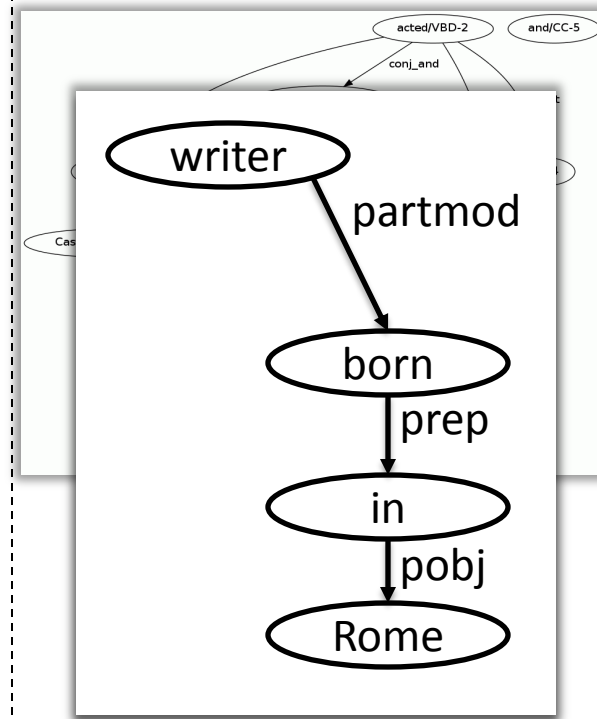 acted/VBD-2
and/CC-5
conj_and
writer
partmod
born
prep
in
pobj
Rome